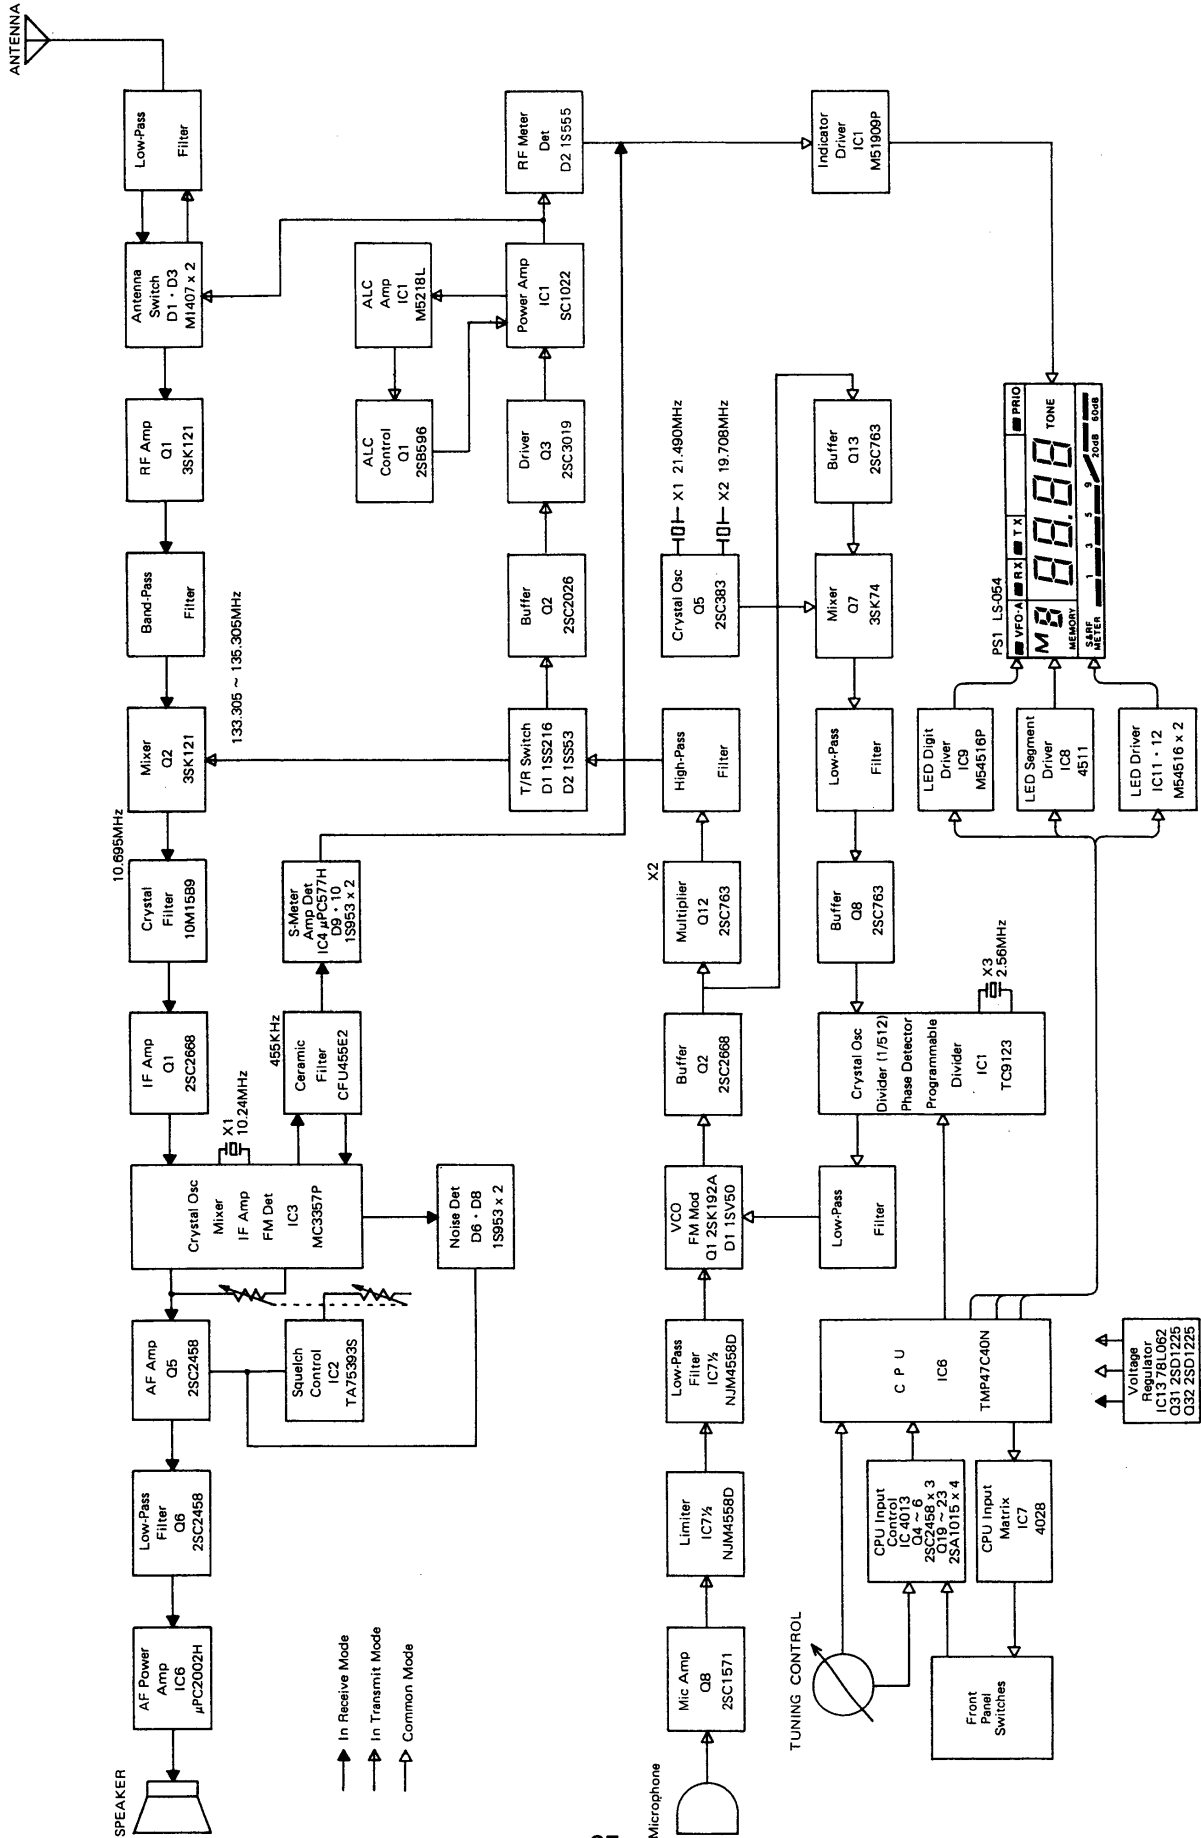 ANTENNA
Low-Pass
Filter
Antenna
Switch
D1 · D3
MI407 x 2
RF Amp
Q1
3SK121
Band-Pass
Filter
133.305 ~ 135.305MHz
Mixer
Q2
3SK121
10.695MHz
Crystal
Filter
10M15B9
IF Amp
Q1
2SC2668
X1
10.24MHz
Crystal Osc
Mixer
IF Amp
FM Det
IC3
MC3357P
455KHz
Ceramic
Filter
CFU455E2
S-Meter
Amp Det
IC4 μPC577H
D9 · 10
1S953 x 2
Noise Det
D6 · D8
1S953 x 2
AF Amp
Q5
2SC2458
Squelch
Control
IC2
TA75393S
Low-Pass
Filter
Q6
2SC2458
AF Power
Amp
IC6
μPC2002H
SPEAKER
In Receive Mode
In Transmit Mode
Common Mode
RF Meter
Det
D2 1S555
ALC
Amp
IC1
M5218L
Power Amp
IC1
SC1022
ALC
Control
Q1
2SB596
Driver
Q3
2SC3019
Buffer
Q2
2SC2026
T/R Switch
D1 1SS216
D2 1SS53
Indicator
Driver
IC1
M51909P
X1 21.490MHz
X2 19.708MHz
Crystal Osc
Q5
2SC383
Buffer
Q13
2SC763
Mixer
Q7
3SK74
High-Pass
Filter
Low-Pass
Filter
X2
Multiplier
Q12
2SC763
Buffer
Q8
2SC763
Buffer
Q2
2SC2668
Crystal Osc
Divider (1/512)
Phase Detector
Programmable
Divider
IC1
TC9123
X3
2.56MHz
VCO
FM Mod
Q1 2SK192A
D1 1SV50
Low-Pass
Filter
Low-Pass
Filter
IC7½
NJM4558D
Limiter
IC7½
NJM4558D
Mic Amp
Q8
2SC1571
Microphone
PS1 LS-054
VFO-A RX TX PRIO
M 8 88.88 TONE
MEMORY
S&RF
METER
1 3 5 9 20dB 60dB
LED Digit
Driver
IC9
M54516P
LED Segment
Driver
IC8
4511
LED Driver
IC11 · 12
M54516 x 2
C P U
IC6
TMP47C40N
Voltage
Regulator
IC13 78L062
Q31 2SD1225
Q32 2SD1225
CPU Input
Control
IC 4013
Q4 ~ 6
2SC2458 x 3
Q19 ~ 23
2SA1015 x 4
CPU Input
Matrix
IC7
4028
TUNING CONTROL
Front
Panel
Switches